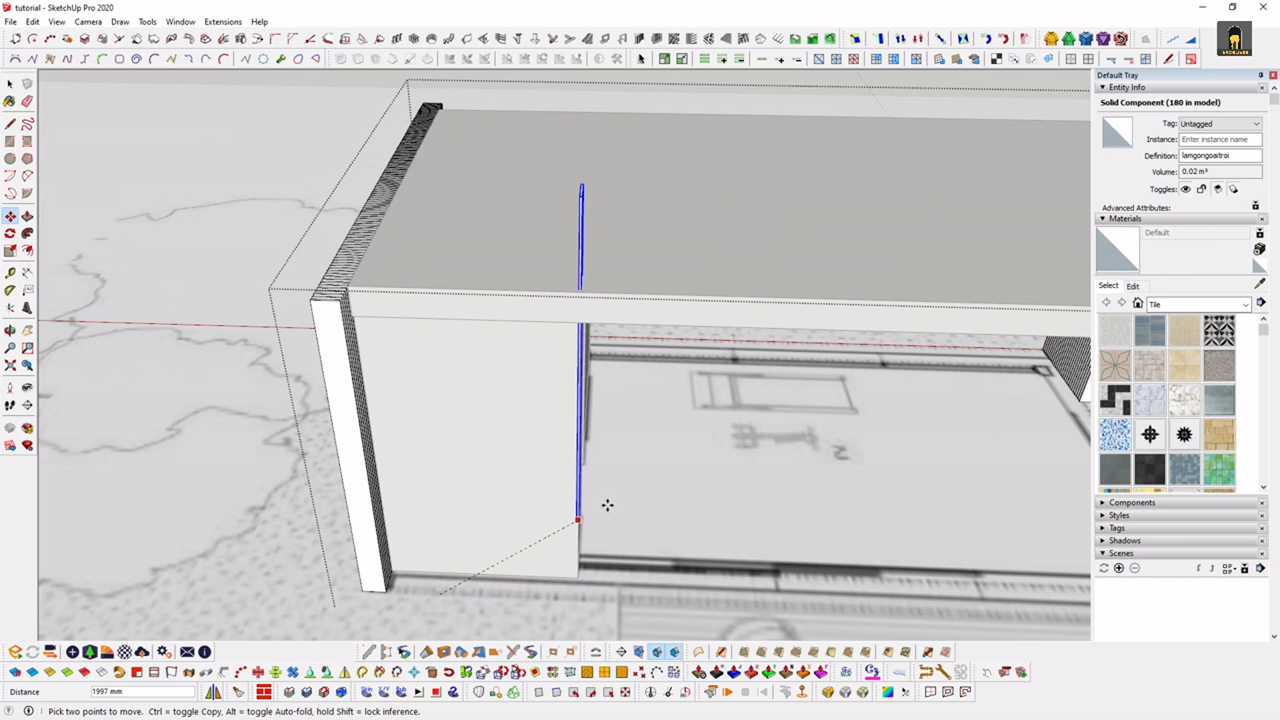 tutorial - SketchUp Pro 2020
File Edit View Camera Draw Tools Window Extensions Help
Default Tray
Entity Info
Solid Component (180 in model)
Tag: Untagged
Instance: Enter instance name
Definition: lamgongoaitroi
Volume: 0.02 m³
Toggles:
Advanced Attributes:
Materials
Default
Select Edit
Tile
Components
Styles
Tags
Shadows
Scenes
Distance 1997 mm
Pick two points to move. Ctrl = toggle Copy, Alt = toggle Auto-fold, hold Shift = lock inference.